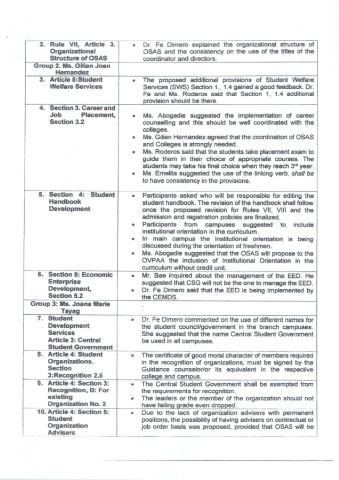 2. Rule VII, Article 3. Organizational Structure of OSAS
• Dr. Fe Dimero explained the organizational structure of
OSAS and the consistency on the use of the titles of the
coordinator and directors.
Group 2. Ms. Gilian Joan
Hernandez
3. Article 5:Student
Welfare Services
• The proposed additional provisions of Student Welfare
Services (SWS) Section 1., 1.4 gained a good feedback. Dr.
Fe and Ms. Roderos said that Section 1, 1.4 additional
provision should be there.
4. Section 3. Career and
Job Placement,
Section 3.2
• Ms. Abogadie suggested the implementation of career
counselling and this should be well coordinated with the
colleges.
• Ms. Gilien Hernandez agreed that the coordination of OSAS
and Colleges is strongly needed.
• Ms. Roderos said that the students take placement exam to
guide them in their choice of appropriate courses. The
students may take his final choice when they reach 3rd year.
• Ms. Emelita suggested the use of the linking verb, shall be
to have consistency in the provisions.
5. Section 4: Student
Handbook
Development
• Participants asked who will be responsible for editing the
student handbook. The revision of the handbook shall follow
once the proposed revision for Rules VII, VIII and the
admission and registration policies are finalized.
• Participants from campuses suggested to include
institutional orientation in the curriculum.
• In main campus the institutional orientation is being
discussed during the orientation of freshmen.
• Ms. Abogadie suggested that the OSAS will propose to the
OVPAA the inclusion of Institutional Orientation in the
curriculum without credit unit.
6. Section 5: Economic
Enterprise
Development,
Section 5.2
• Mr. Bae inquired about the management of the EED. He
suggested that CSG will not be the one to manage the EED.
• Dr. Fe Dimero said that the EED is being implemented by
the CEMDS.
Group 3: Ms. Joana Marie
Tayag
7. Student
Development
Services
Article 3: Central
Student Government
• Dr. Fe Dimero commented on the use of different names for
the student council/government in the branch campuses.
She suggested that the name Central Student Government
be used in all campuses.
8. Article 4: Student
Organizations.
Section
3:Recognition 2.5
• The certificate of good moral character of members required
in the recognition of organizations, must be signed by the
Guidance counselor/or its equivalent in the respective
college and campus.
9. Article 4: Section 3:
Recognition, B: For
existing
Organization No. 2
• The Central Student Government shall be exempted from
the requirements for recognition.
• The leaders or the member of the organization should not
have failing grade even dropped.
10. Article 4: Section 5:
Student
Organization
Advisers
• Due to the lack of organization advisers with permanent
positions, the possibility of having advisers on contractual or
job order basis was proposed, provided that OSAS will be